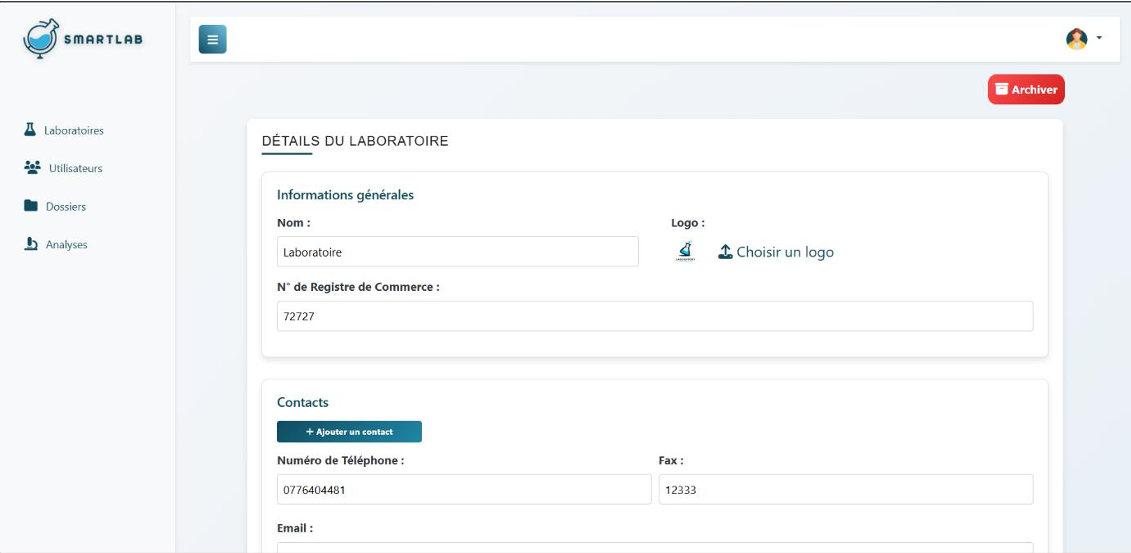 SMARTLAB
Archiver
Laboratoires
Utilisateurs
Dossiers
Analyses
DÉTAILS DU LABORATOIRE
Informations générales
Nom :
Logo :
Laboratoire
Choisir un logo
N° de Registre de Commerce :
72727
Contacts
+ Ajouter un contact
Numéro de Téléphone :
Fax :
0776404481
12333
Email :